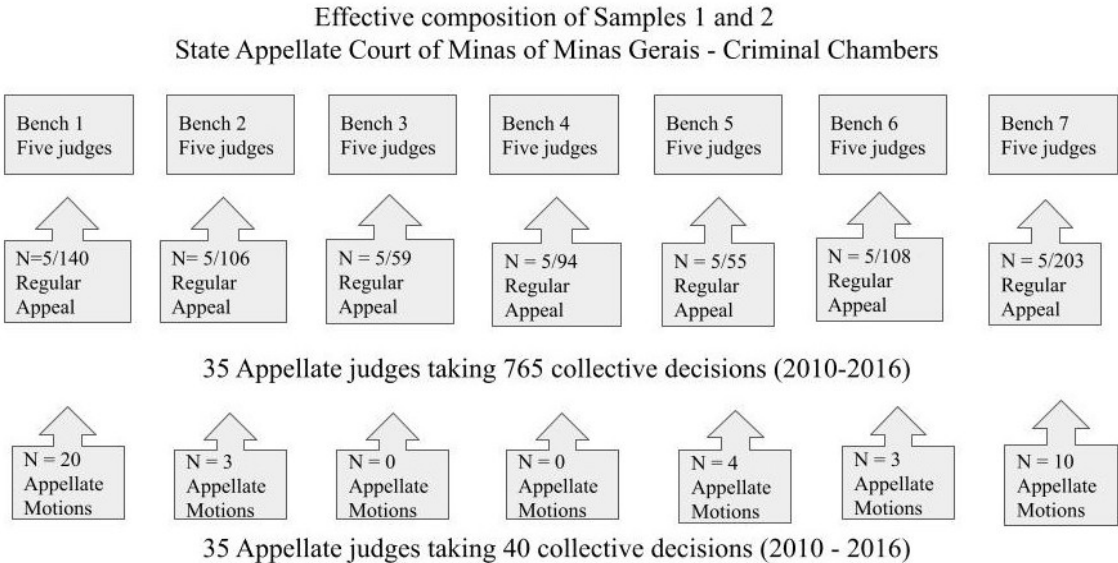 Effective composition of Samples 1 and 2
State Appellate Court of Minas of Minas Gerais - Criminal Chambers
Bench 1
Five judges
Bench 2
Five judges
Bench 3
Five judges
Bench 4
Five judges
Bench 5
Five judges
Bench 6
Five judges
Bench 7
Five judges
N=5/140
Regular
Appeal
N= 5/106
Regular
Appeal
N = 5/59
Regular
Appeal
N = 5/94
Regular
Appeal
N = 5/55
Regular
Appeal
N = 5/108
Regular
Appeal
N = 5/203
Regular
Appeal
35 Appellate judges taking 765 collective decisions (2010-2016)
N = 20
Appellate
Motions
N = 3
Appellate
Motions
N = 0
Appellate
Motions
N = 0
Appellate
Motions
N = 4
Appellate
Motions
N = 3
Appellate
Motions
N = 10
Appellate
Motions
35 Appellate judges taking 40 collective decisions (2010 - 2016)